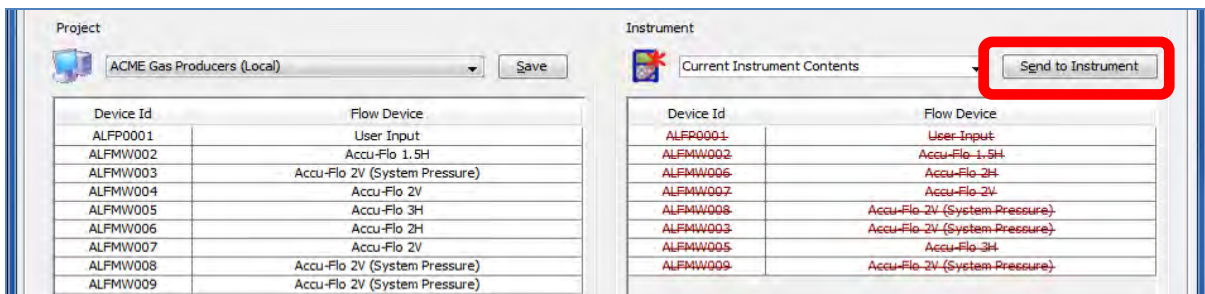 Project
ACME Gas Producers (Local)
Save
Device Id Flow Device
ALFP0001 User Input
ALFMW002 Accu-Flo 1.5H
ALFMW003 Accu-Flo 2V (System Pressure)
ALFMW004 Accu-Flo 2V
ALFMW005 Accu-Flo 3H
ALFMW006 Accu-Flo 2H
ALFMW007 Accu-Flo 2V
ALFMW008 Accu-Flo 2V (System Pressure)
ALFMW009 Accu-Flo 2V (System Pressure)
Instrument
Current Instrument Contents
Send to Instrument
Device Id Flow Device
ALFP0001 User Input
ALFMW002 Accu-Flo 1.5H
ALFMW006 Accu-Flo 2H
ALFMW007 Accu-Flo 2V
ALFMW008 Accu-Flo 2V (System Pressure)
ALFMW003 Accu-Flo 2V (System Pressure)
ALFMW005 Accu-Flo 3H
ALFMW009 Accu-Flo 2V (System Pressure)